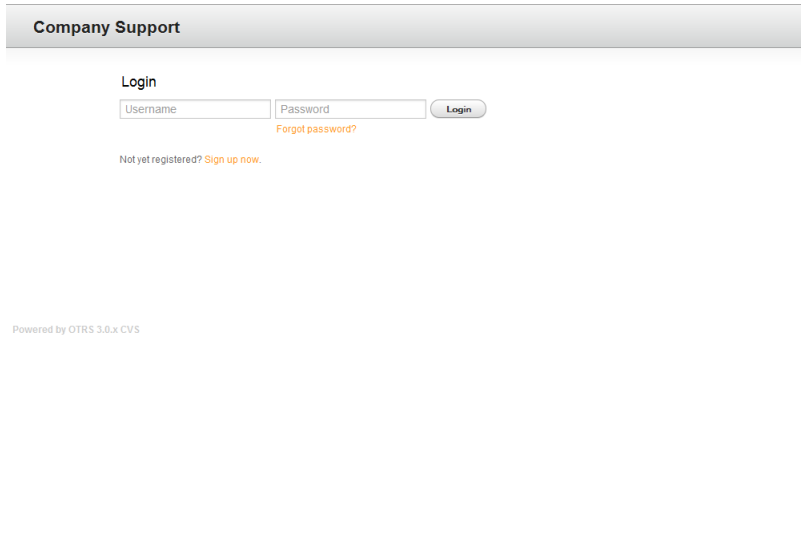 Company Support
Login
Username Password Login
Forgot password?
Not yet registered? Sign up now.
Powered by OTRS 3.0.x CVS